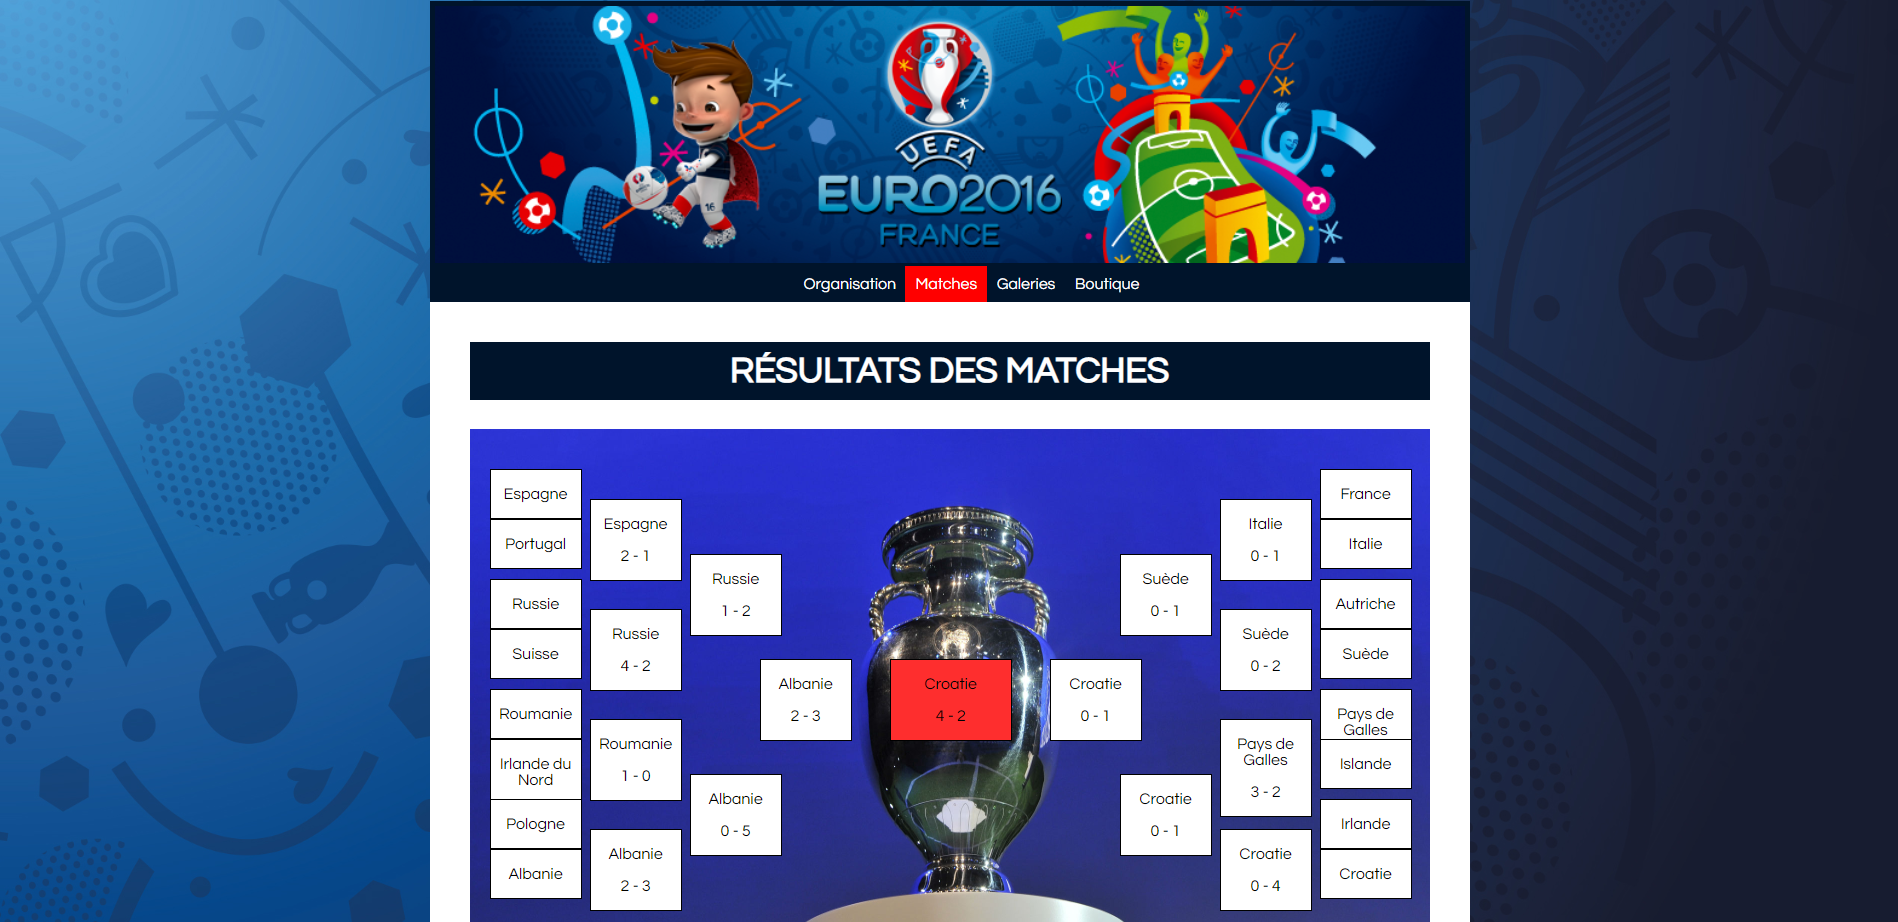 UEFA
EURO2016
FRANCE
16
Organisation
Matches
Galeries
Boutique
RÉSULTATS DES MATCHES
Espagne
Portugal
Russie
Suisse
Roumanie
Irlande du
Nord
Pologne
Albanie
Espagne
2 - 1
Russie
4 - 2
Roumanie
1 - 0
Albanie
2 - 3
Russie
1 - 2
Albanie
0 - 5
Albanie
2 - 3
Croatie
4 - 2
Croatie
0 - 1
Suède
0 - 1
Croatie
0 - 1
Italie
0 - 1
Suède
0 - 2
Pays de
Galles
3 - 2
Croatie
0 - 4
France
Italie
Autriche
Suède
Pays de
Galles
Islande
Irlande
Croatie